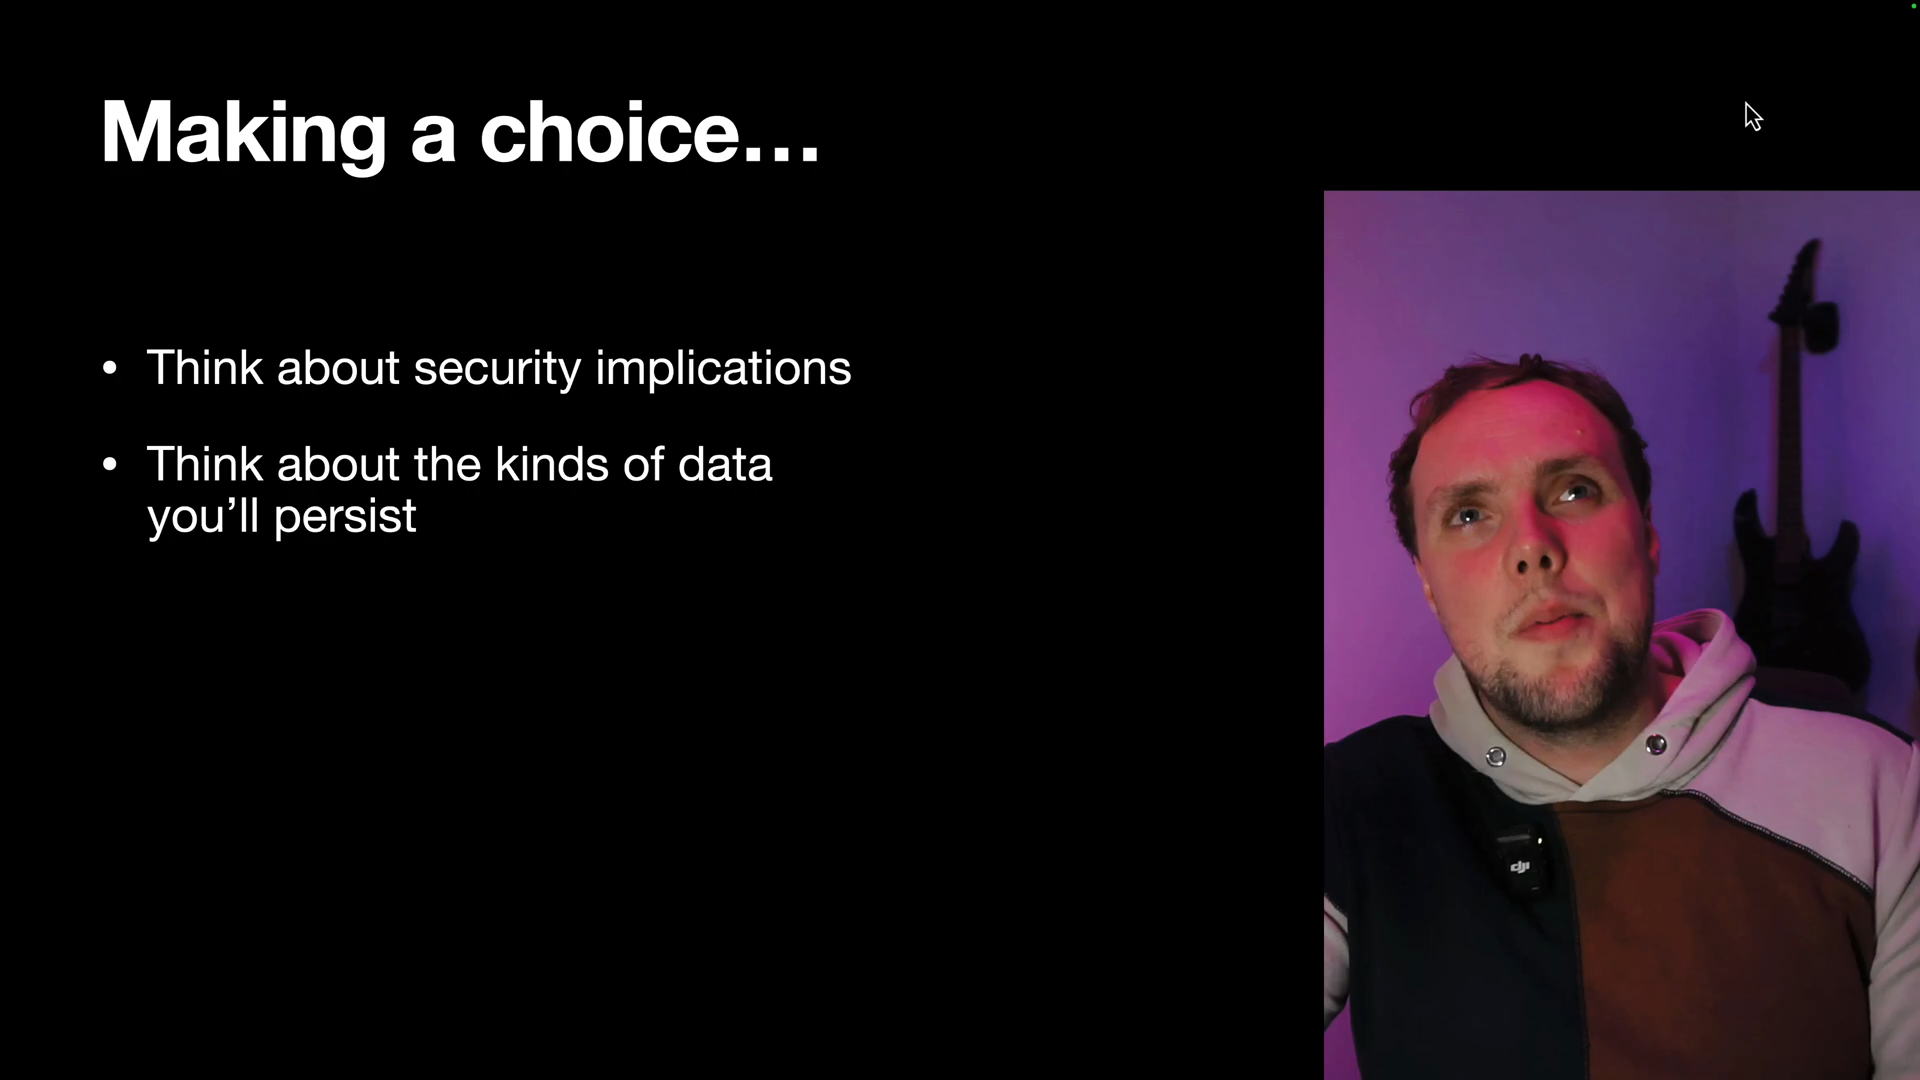 Making a choice…
• Think about security implications
• Think about the kinds of data
you’ll persist
dji